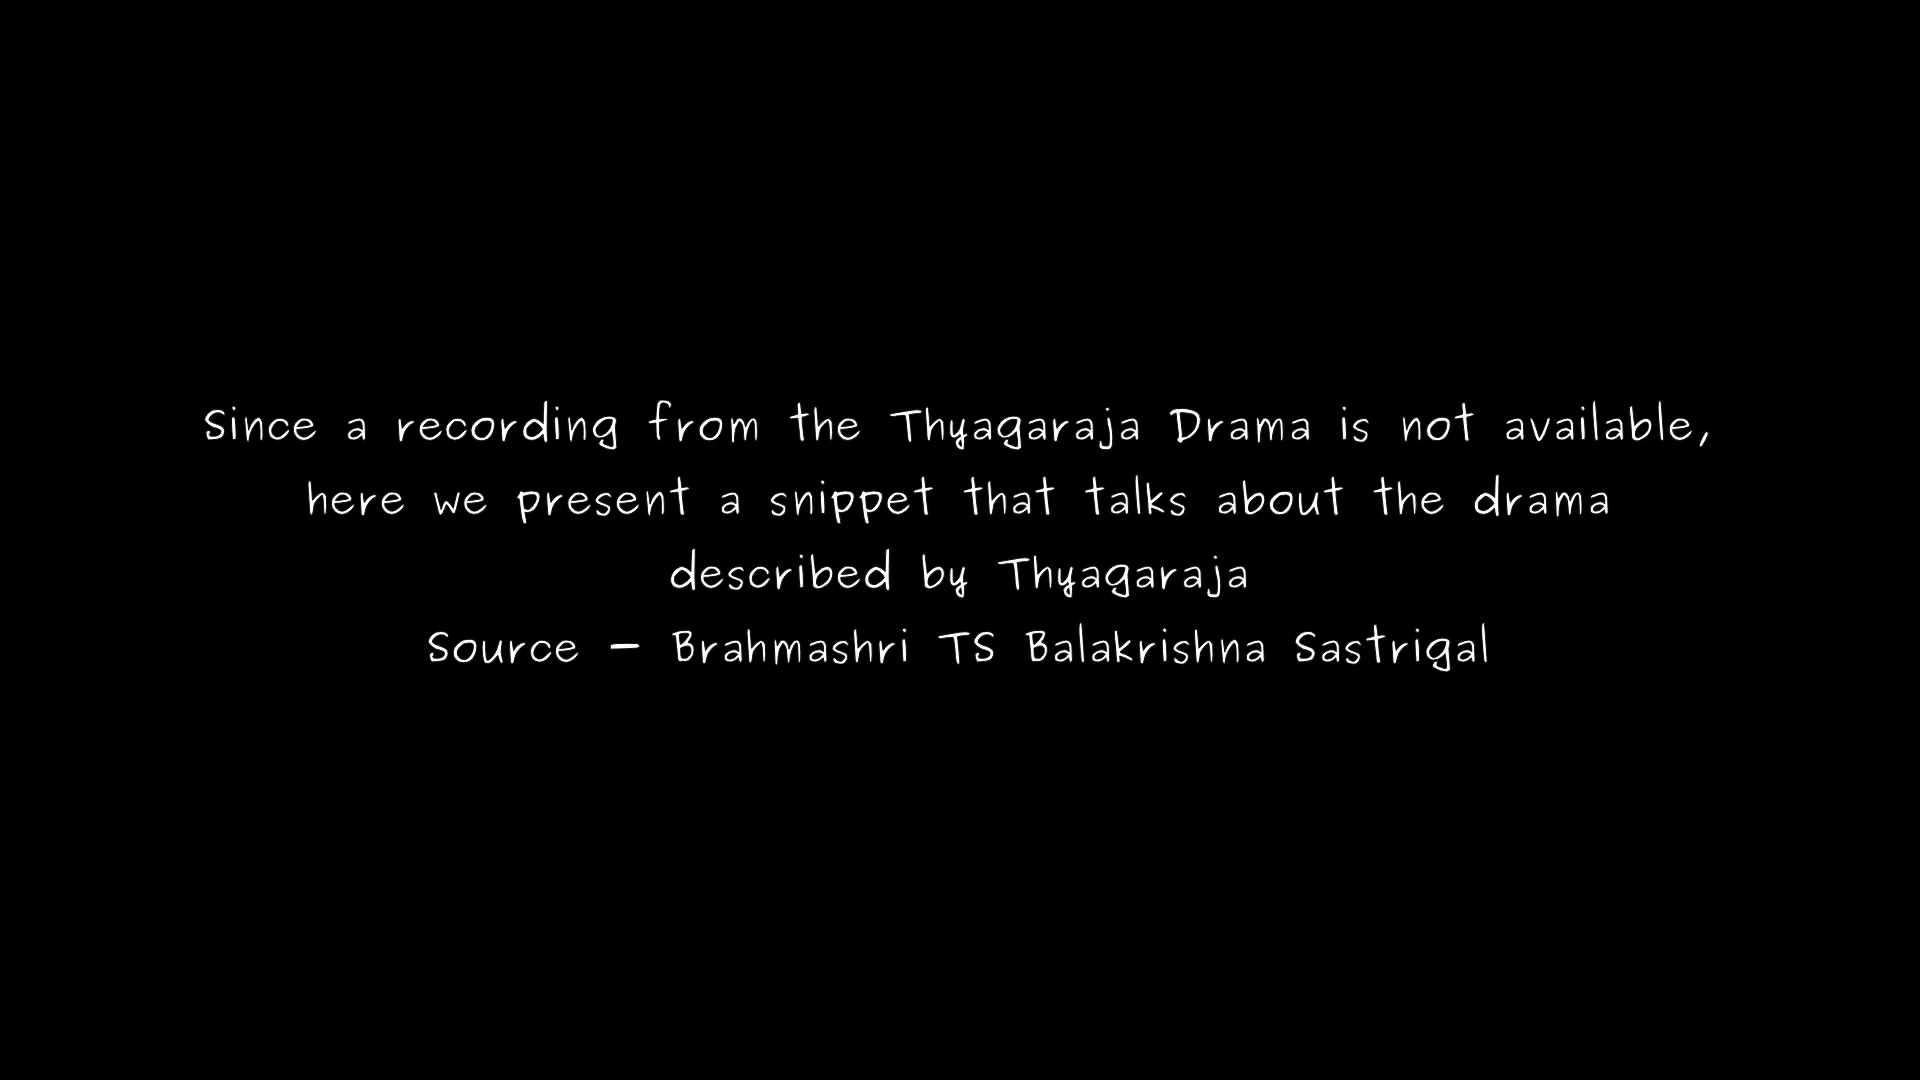 Since a recording from the Thyagaraja Drama is not available,
here we present a snippet that talks about the drama
described by Thyagaraja
Source - Brahmashri TS Balakrishna Sastrigal